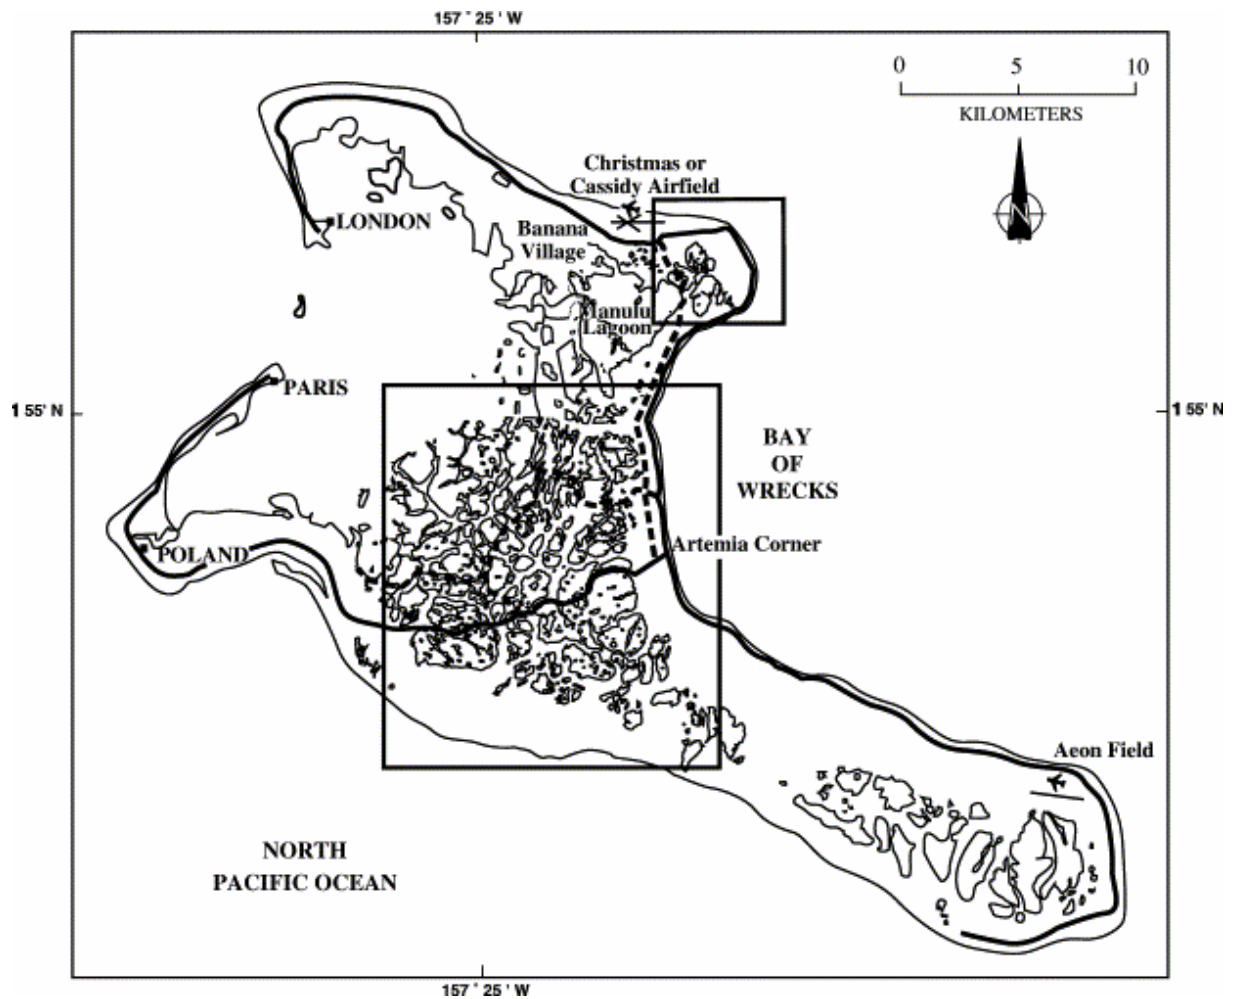 157° 25 ' W
0 5 10
KILOMETERS
N
Christmas or
Cassidy Airfield
LONDON
Banana
Village
Manulu
Lagoon
PARIS
1 55' N
1 55' N
BAY
OF
WRECKS
POLAND
Artemia Corner
Aeon Field
NORTH
PACIFIC OCEAN
157° 25 ' W